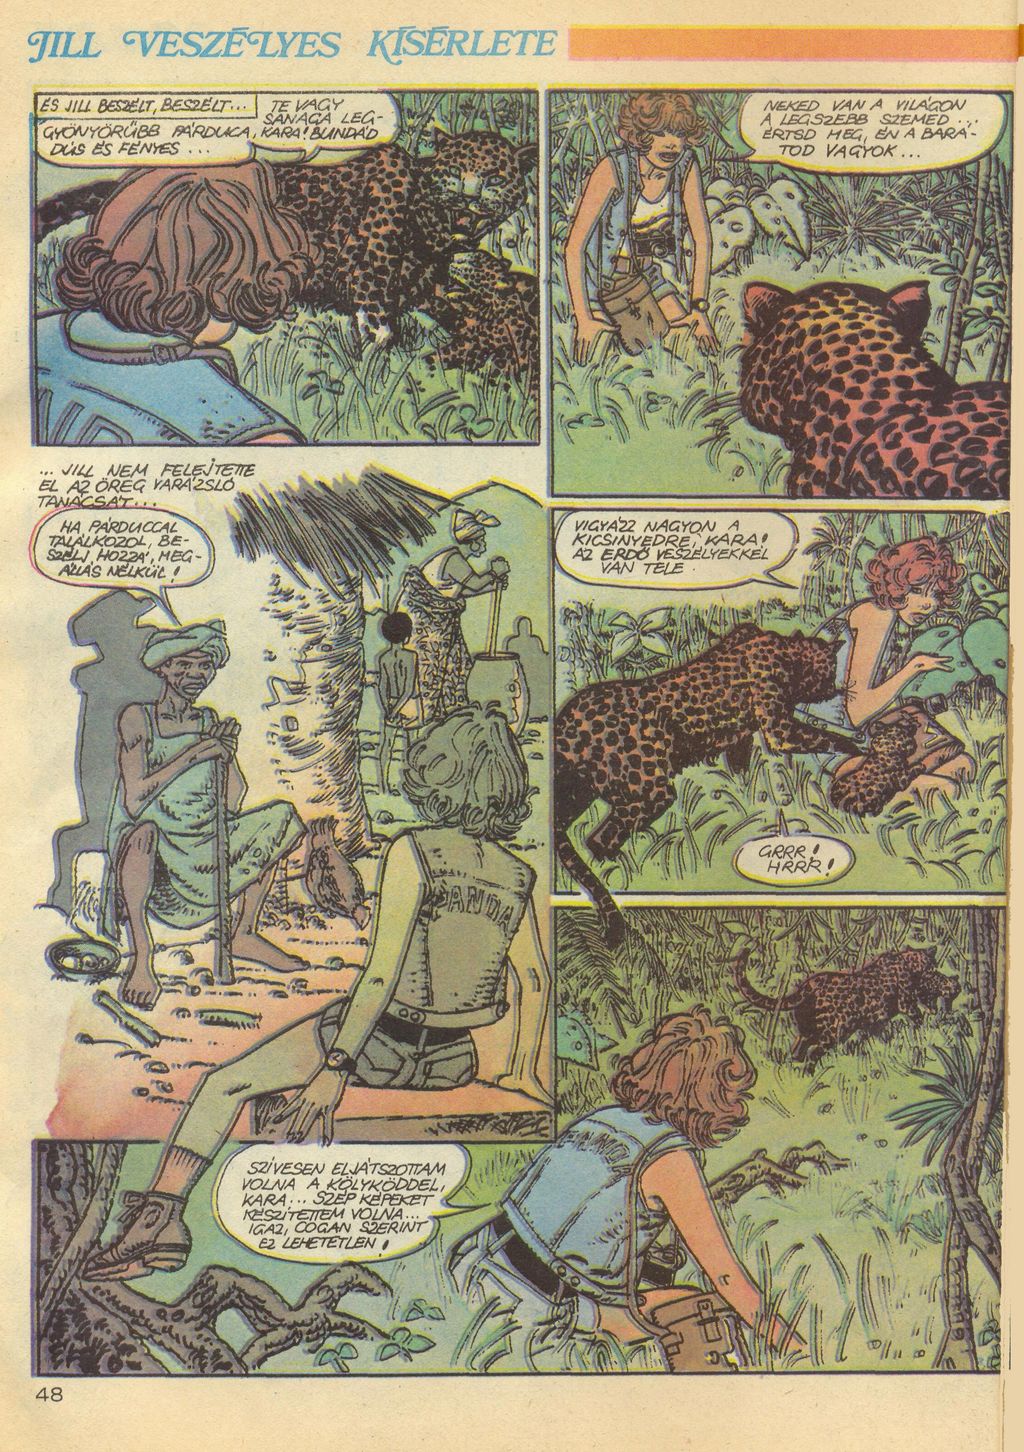 JILL VESZÉLYES KÍSÉRLETE
ÉS JILL BESZÉLT, BESZÉLT...
TE VAGY
SANAGA LEG-
GYÖNYÖRŰBB PÁRDUCA, KARA! BUNDÁD
DÚS ÉS FÉNYES ...
NEKED VAN A VILÁGON
A LEGSZEBB SZEMED ...
ÉRTSD MEG, ÉN A BARÁ-
TOD VAGYOK...
... JILL NEM FELEJTETTE
EL AZ ÖREG VARÁZSLÓ
TANÁCSÁT...
HA PÁRDUCCAL
TALÁLKOZOL, BE-
SZÉLJ HOZZÁ, MEG-
ÁLLÁS NÉLKÜL!
VIGYÁZZ NAGYON A
KICSINYEDRE, KARA!
AZ ERDŐ VESZÉLYEKKEL
VAN TELE.
PANDA
GRRR!
HRRR!
SZÍVESEN ELJÁTSZOTTAM
VOLNA A KÖLYKÖDDEL,
KARA... SZÉP KÉPEKET
KÉSZÍTETTEM VOLNA...
IGAZ, COGAN SZERINT
EZ LEHETETLEN!
48